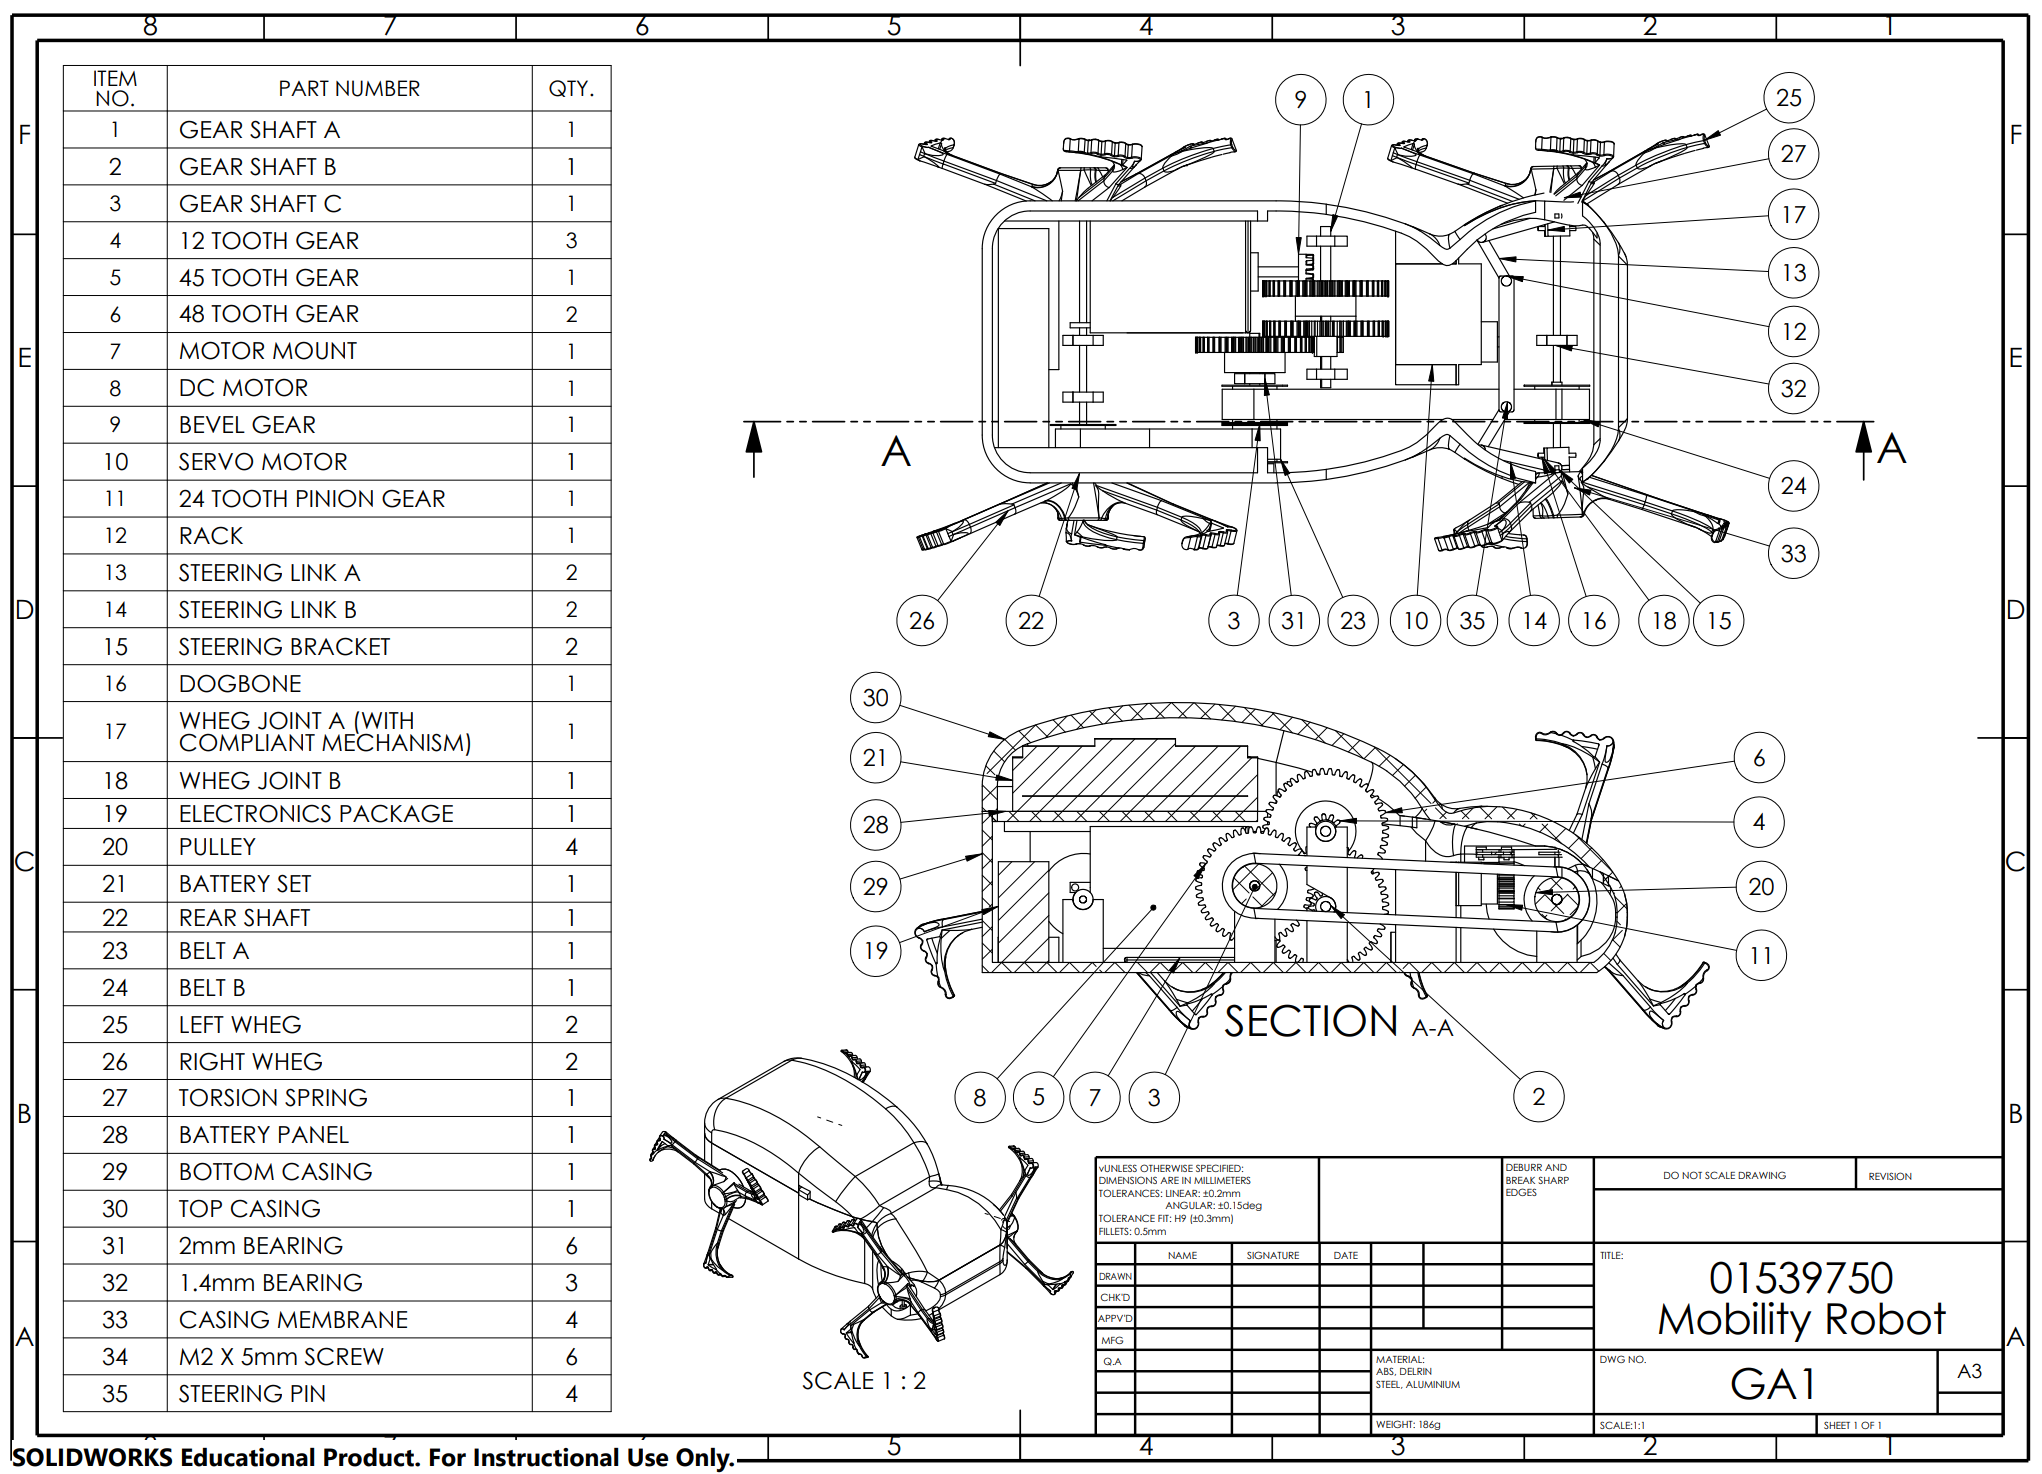 8 7 6 5 4 3 2 1
F
E
D
C
B
A
ITEM NO. PART NUMBER QTY.
1 GEAR SHAFT A 1
2 GEAR SHAFT B 1
3 GEAR SHAFT C 1
4 12 TOOTH GEAR 3
5 45 TOOTH GEAR 1
6 48 TOOTH GEAR 2
7 MOTOR MOUNT 1
8 DC MOTOR 1
9 BEVEL GEAR 1
10 SERVO MOTOR 1
11 24 TOOTH PINION GEAR 1
12 RACK 1
13 STEERING LINK A 2
14 STEERING LINK B 2
15 STEERING BRACKET 2
16 DOGBONE 1
17 WHEG JOINT A (WITH COMPLIANT MECHANISM) 1
18 WHEG JOINT B 1
19 ELECTRONICS PACKAGE 1
20 PULLEY 4
21 BATTERY SET 1
22 REAR SHAFT 1
23 BELT A 1
24 BELT B 1
25 LEFT WHEG 2
26 RIGHT WHEG 2
27 TORSION SPRING 1
28 BATTERY PANEL 1
29 BOTTOM CASING 1
30 TOP CASING 1
31 2mm BEARING 6
32 1.4mm BEARING 3
33 CASING MEMBRANE 4
34 M2 X 5mm SCREW 6
35 STEERING PIN 4
9 1 25
27
17
13
12
32
24
33
A A
26 22 3 31 23 10 35 14 16 18 15
30
21
28
29
19
6
4
20
11
SECTION A-A
8 5 7 3 2
SCALE 1 : 2
vUNLESS OTHERWISE SPECIFIED:
DIMENSIONS ARE IN MILLIMETERS
TOLERANCES: LINEAR: ±0.2mm
ANGULAR: ±0.15deg
TOLERANCE FIT: H9 (±0.3mm)
FILLETS: 0.5mm
DEBURR AND
BREAK SHARP
EDGES
DO NOT SCALE DRAWING
REVISION
NAME SIGNATURE DATE
DRAWN
CHK'D
APPV'D
MFG
Q.A
TITLE:
01539750
Mobility Robot
MATERIAL:
ABS, DELRIN
STEEL, ALUMINIUM
WEIGHT: 186g
DWG NO.
GA1
A3
SCALE:1:1
SHEET 1 OF 1
F
E
D
C
B
A
5 4 3 2 1
SOLIDWORKS Educational Product. For Instructional Use Only.